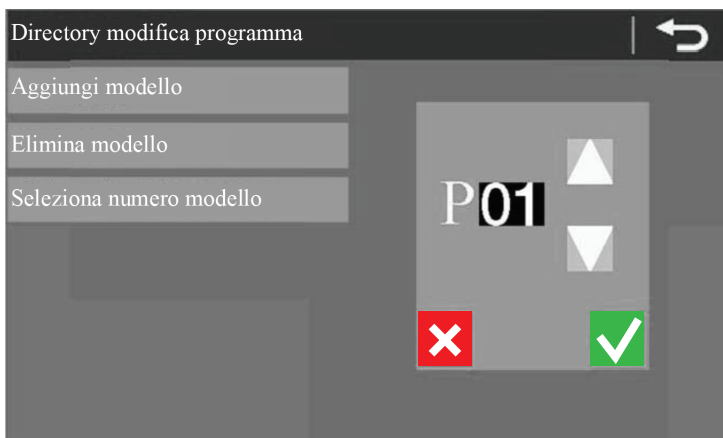 Directory modifica programma
Aggiungi modello
Elimina modello
Seleziona numero modello
P01